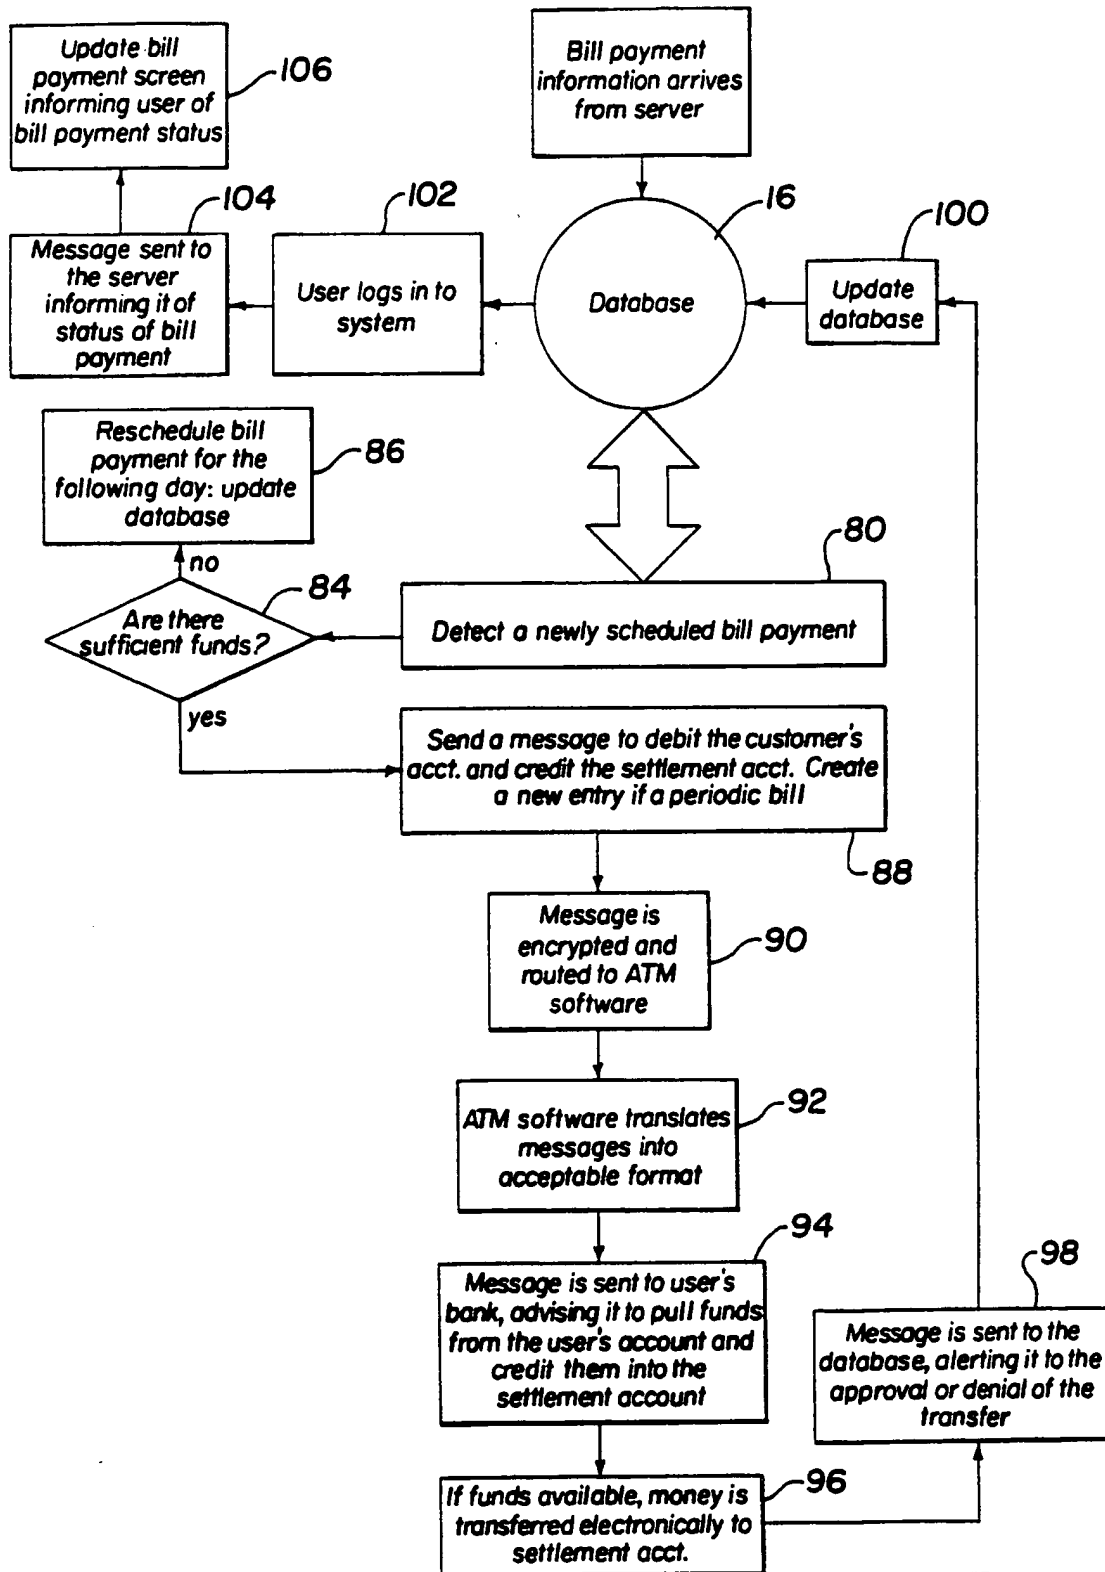 Update bill
payment screen
informing user of
bill payment status
106
Bill payment
information arrives
from server
104
102
16
100
Message sent to
the server
informing it of
status of bill
payment
User logs in to
system
Database
Update
database
Reschedule bill
payment for the
following day: update
database
86
no
84
80
Are there
sufficient funds?
Detect a newly scheduled bill payment
yes
Send a message to debit the customer's
acct. and credit the settlement acct. Create
a new entry if a periodic bill
88
Message is
encrypted and
routed to ATM
software
90
ATM software translates
messages into
acceptable format
92
94
Message is sent to user's
bank, advising it to pull funds
from the user's account and
credit them into the
settlement account
98
Message is sent to the
database, alerting it to the
approval or denial of the
transfer
If funds available, money is
transferred electronically to
settlement acct.
96